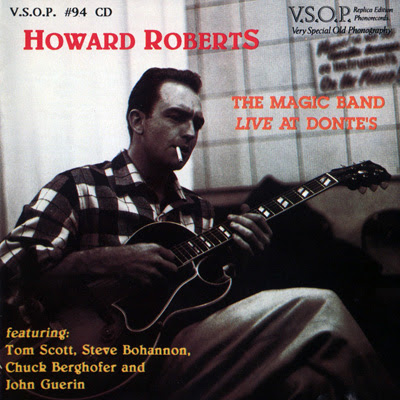 V.S.O.P. #94 CD
V.S.O.P. Replica Edition
Phonorecords
Very Special Old Phonography
HOWARD ROBERTS
THE MAGIC BAND
LIVE AT DONTE'S
featuring:
Tom Scott, Steve Bohannon,
Chuck Berghofer and
John Guerin